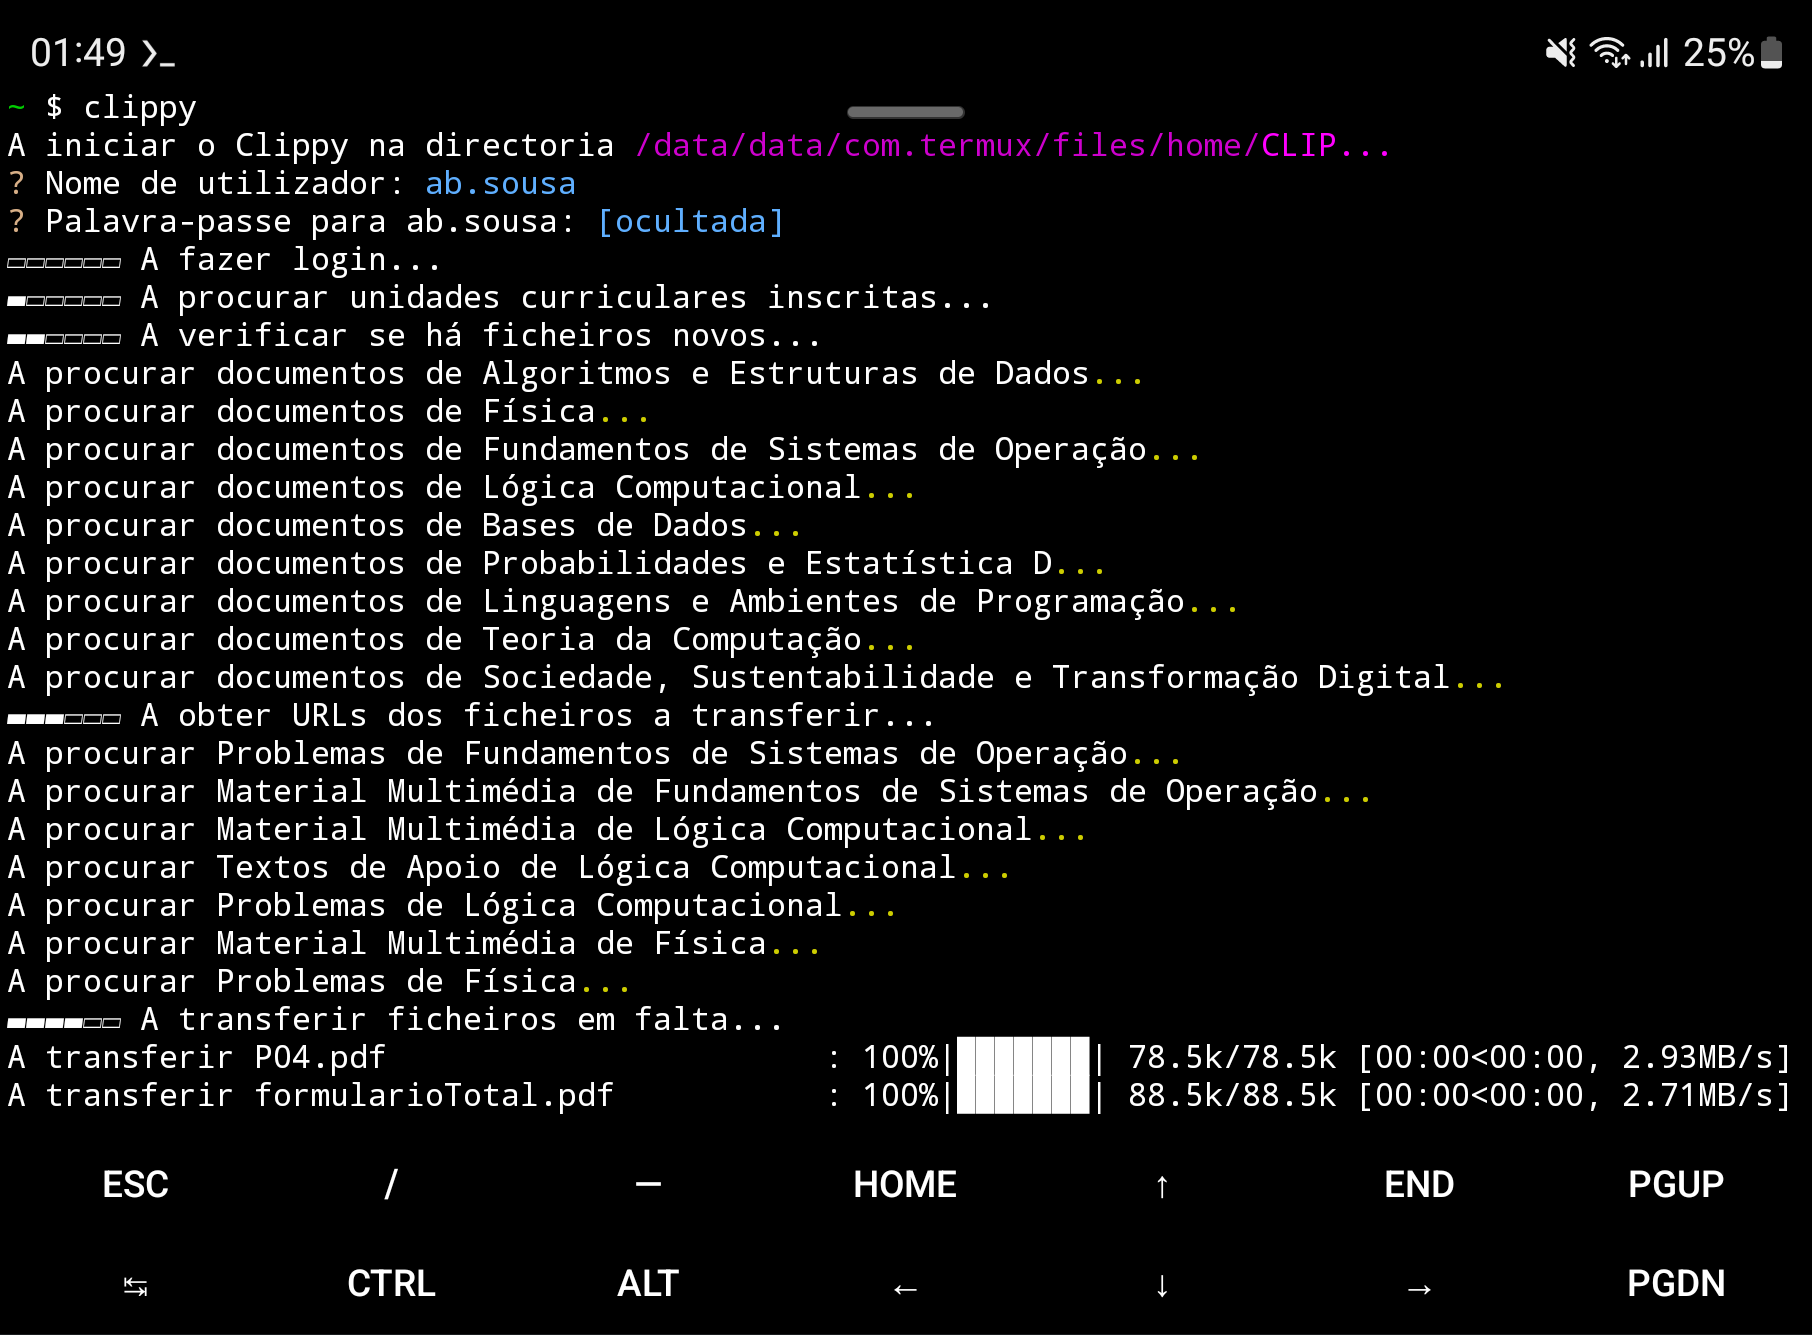 01:49 ❯_ 25%
~ $ clippy
A iniciar o Clippy na directoria /data/data/com.termux/files/home/CLIP...
? Nome de utilizador: ab.sousa
? Palavra-passe para ab.sousa: [ocultada]
▱▱▱▱▱▱ A fazer login...
▰▱▱▱▱▱ A procurar unidades curriculares inscritas...
▰▰▱▱▱▱ A verificar se há ficheiros novos...
A procurar documentos de Algoritmos e Estruturas de Dados...
A procurar documentos de Física...
A procurar documentos de Fundamentos de Sistemas de Operação...
A procurar documentos de Lógica Computacional...
A procurar documentos de Bases de Dados...
A procurar documentos de Probabilidades e Estatística D...
A procurar documentos de Linguagens e Ambientes de Programação...
A procurar documentos de Teoria da Computação...
A procurar documentos de Sociedade, Sustentabilidade e Transformação Digital...
▰▰▰▱▱▱ A obter URLs dos ficheiros a transferir...
A procurar Problemas de Fundamentos de Sistemas de Operação...
A procurar Material Multimédia de Fundamentos de Sistemas de Operação...
A procurar Material Multimédia de Lógica Computacional...
A procurar Textos de Apoio de Lógica Computacional...
A procurar Problemas de Lógica Computacional...
A procurar Material Multimédia de Física...
A procurar Problemas de Física...
▰▰▰▰▱▱ A transferir ficheiros em falta...
A transferir PO4.pdf : 100%|███████| 78.5k/78.5k [00:00<00:00, 2.93MB/s]
A transferir formularioTotal.pdf : 100%|███████| 88.5k/88.5k [00:00<00:00, 2.71MB/s]
ESC / — HOME ↑ END PGUP
↹ CTRL ALT ← ↓ → PGDN